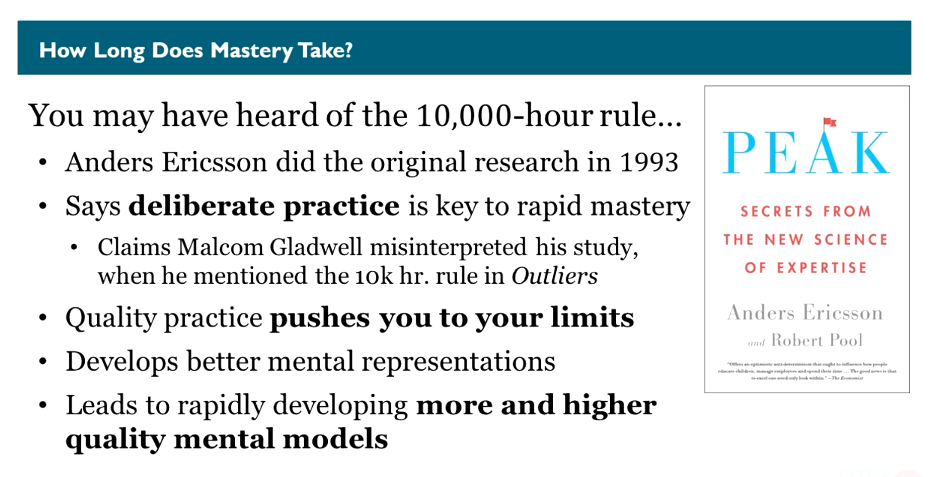 How Long Does Mastery Take?
You may have heard of the 10,000-hour rule...
• Anders Ericsson did the original research in 1993
• Says deliberate practice is key to rapid mastery
• Claims Malcom Gladwell misinterpreted his study,
when he mentioned the 10k hr. rule in Outliers
• Quality practice pushes you to your limits
• Develops better mental representations
• Leads to rapidly developing more and higher
quality mental models
PEAK
SECRETS FROM
THE NEW SCIENCE
OF EXPERTISE
Anders Ericsson
and Robert Pool
"Offers an optimistic anti-determinism that ought to influence how people
educate children, manage employees and spend their time ... The good news is that
to excel one need only look within." – The Economist